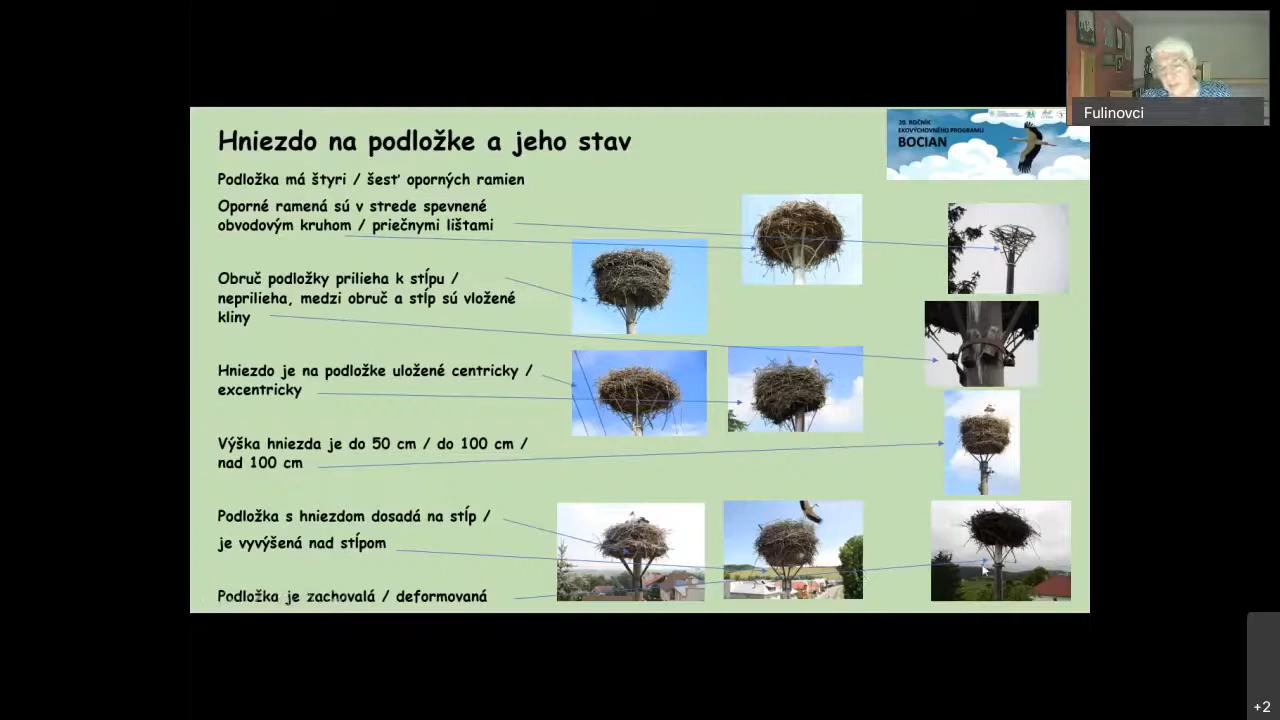 Fulinovci
20. ROČNÍK
EKOVÝCHOVNÉHO PROGRAMU
BOCIAN
Hniezdo na podložke a jeho stav
Podložka má štyri / šesť oporných ramien
Oporné ramená sú v strede spevnené
obvodovým kruhom / priečnymi lištami
Obruč podložky prilieha k stĺpu /
neprilieha, medzi obruč a stĺp sú vložené
kliny
Hniezdo je na podložke uložené centricky /
excentricky
Výška hniezda je do 50 cm / do 100 cm /
nad 100 cm
Podložka s hniezdom dosadá na stĺp /
je vyvýšená nad stĺpom
Podložka je zachovalá / deformovaná
+2